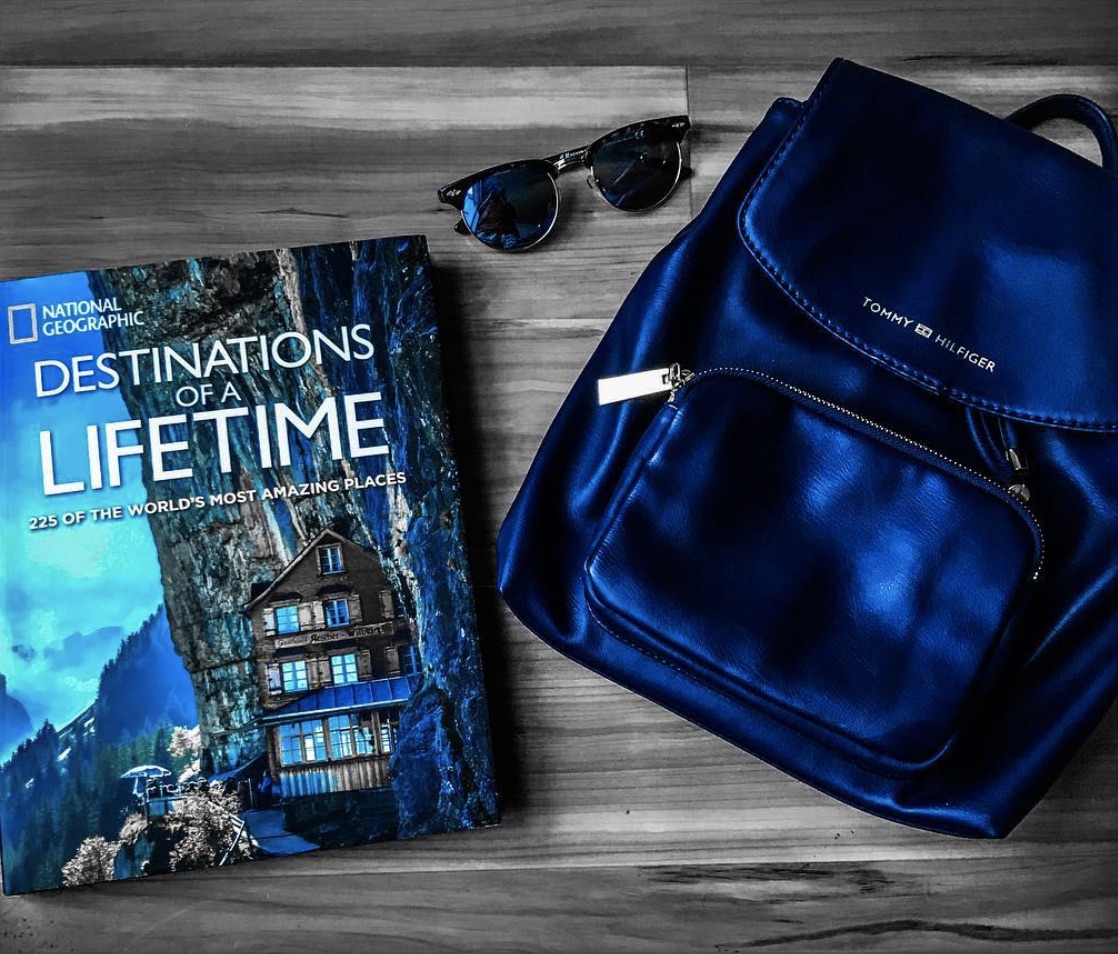 NATIONAL
GEOGRAPHIC
DESTINATIONS
OF A
LIFETIME
225 OF THE WORLD'S MOST AMAZING PLACES
TOMMY HILFIGER